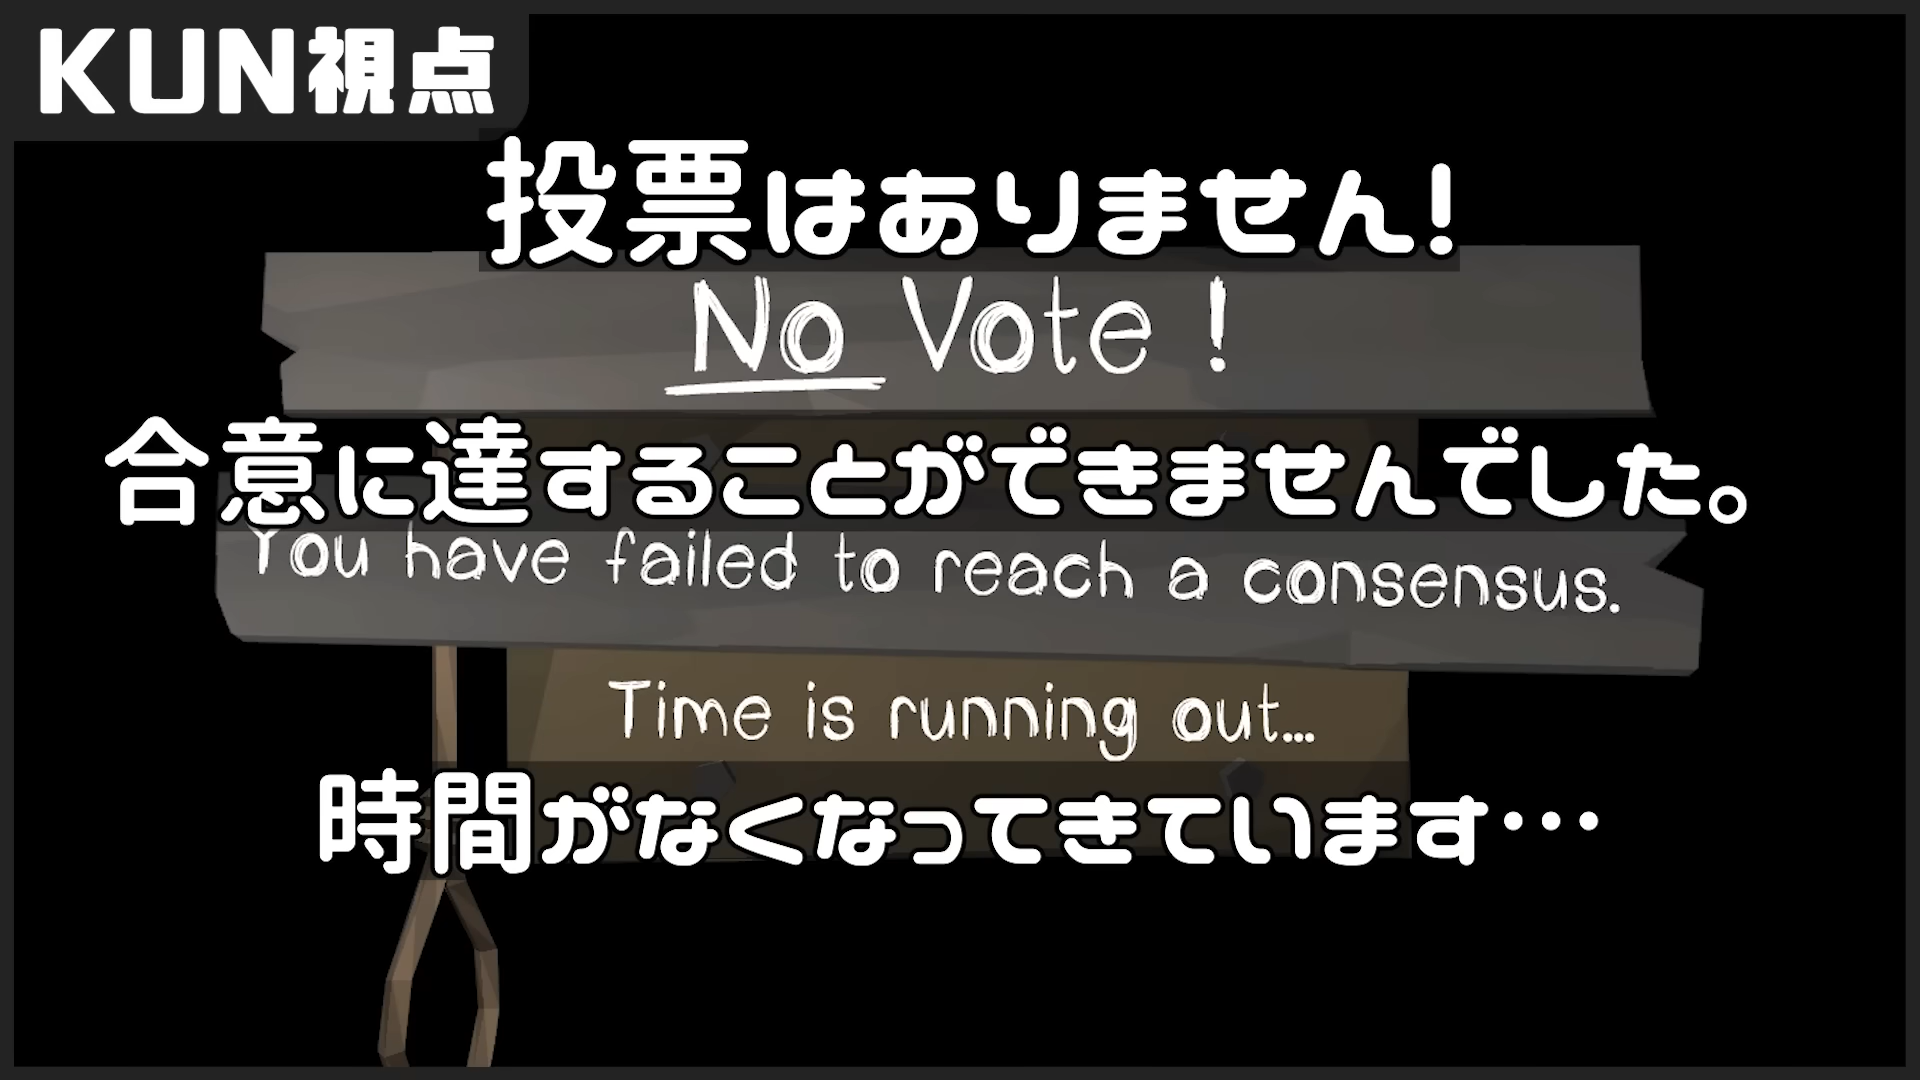 KUN視点
投票はありません!
No Vote !
合意に達することができませんでした。
You have failed to reach a consensus.
Time is running out...
時間がなくなってきています…